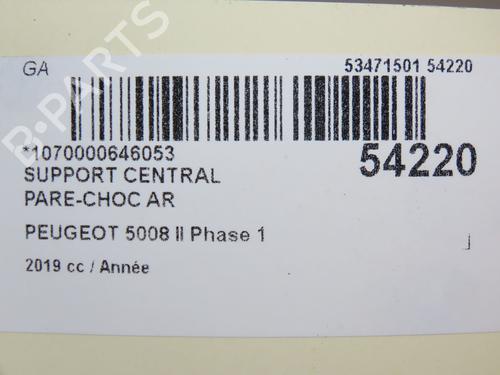 GA
53471501 54220
*1070000646053
54220
SUPPORT CENTRAL
PARE-CHOC AR
PEUGEOT 5008 II Phase 1
j
2019 cc / Année
B-PARTS